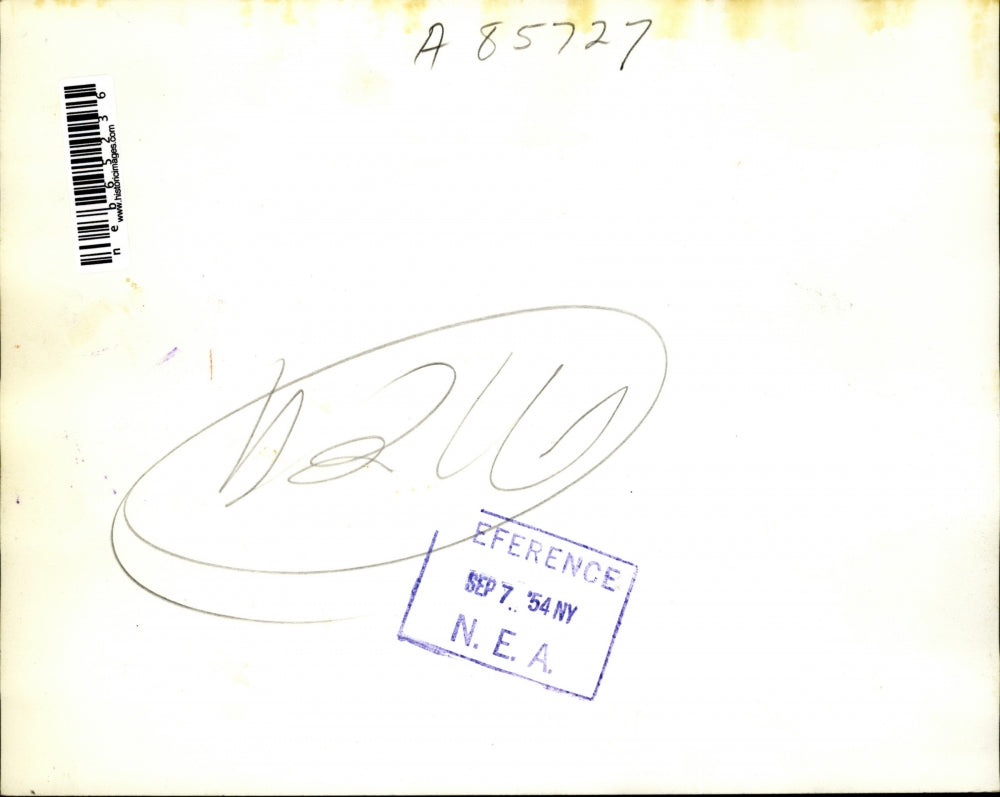 A 85727
neb65236
www.historicimages.com
EFERENCE
SEP 7 '54 NY
N. E. A.